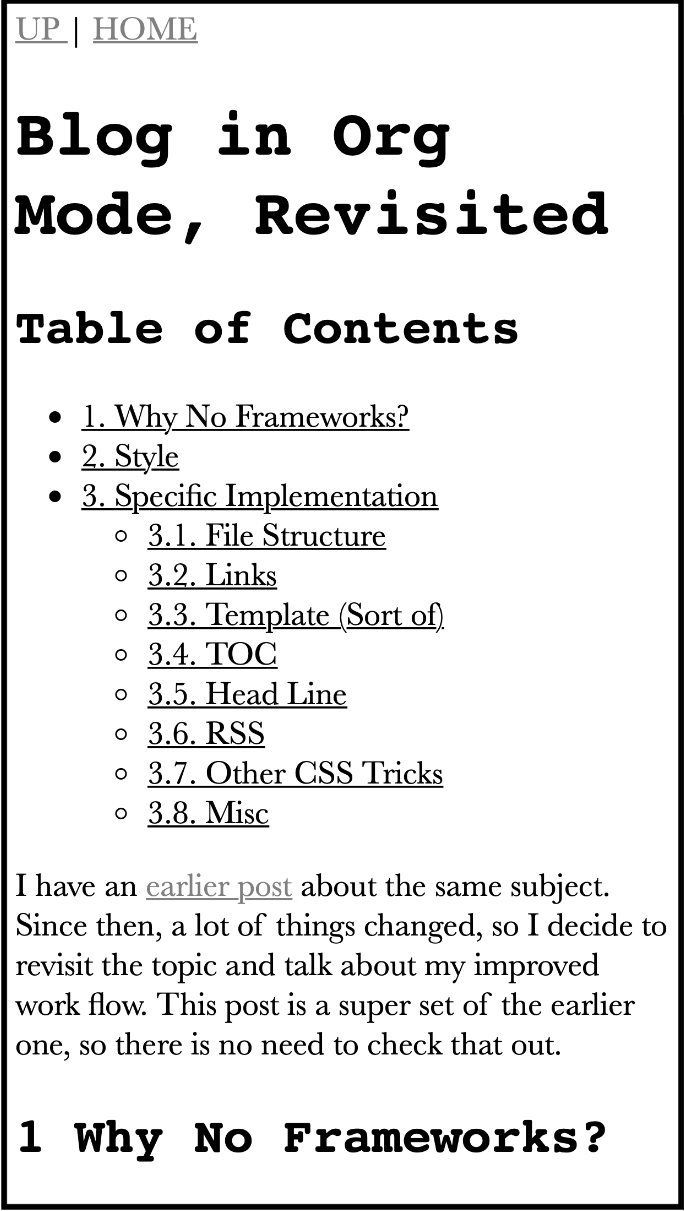 UP | HOME
Blog in Org
Mode, Revisited
Table of Contents
1. Why No Frameworks?
2. Style
3. Specific Implementation
3.1. File Structure
3.2. Links
3.3. Template (Sort of)
3.4. TOC
3.5. Head Line
3.6. RSS
3.7. Other CSS Tricks
3.8. Misc
I have an earlier post about the same subject.
Since then, a lot of things changed, so I decide to
revisit the topic and talk about my improved
work flow. This post is a super set of the earlier
one, so there is no need to check that out.
1 Why No Frameworks?